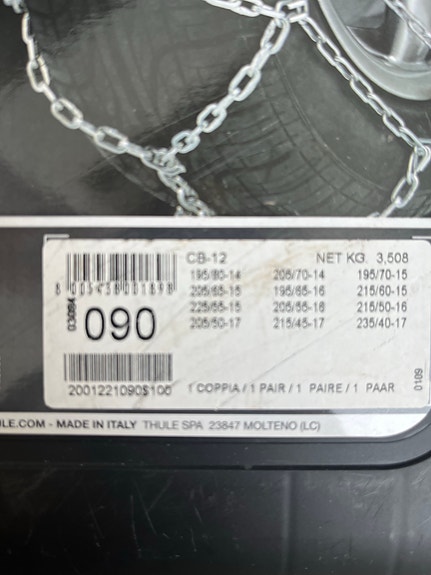 CB-12 NET KG. 3,508
195/80-14 205/70-14 195/70-15
205/65-15 195/65-16 215/60-15
225/55-15 205/55-16 215/50-16
205/50-17 215/45-17 235/40-17
8 005438001898
03094
090
2001221090$100
1 COPPIA / 1 PAIR / 1 PAIRE / 1 PAAR
0109
ULE.COM - MADE IN ITALY THULE SPA 23847 MOLTENO (LC)